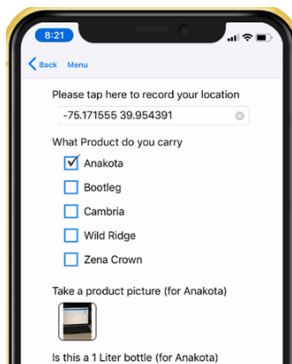 8:21
Back Menu
Please tap here to record your location
-75.171555 39.954391
What Product do you carry
Anakota
Bootleg
Cambria
Wild Ridge
Zena Crown
Take a product picture (for Anakota)
Is this a 1 Liter bottle (for Anakota)